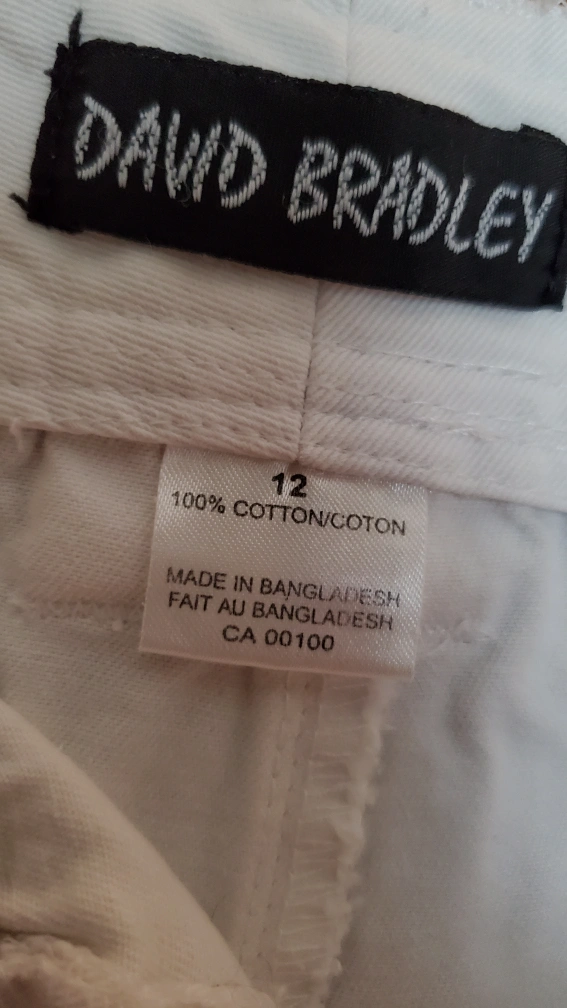 DAVID BRADLEY
12
100% COTTON/COTON
MADE IN BANGLADESH
FAIT AU BANGLADESH
CA 00100